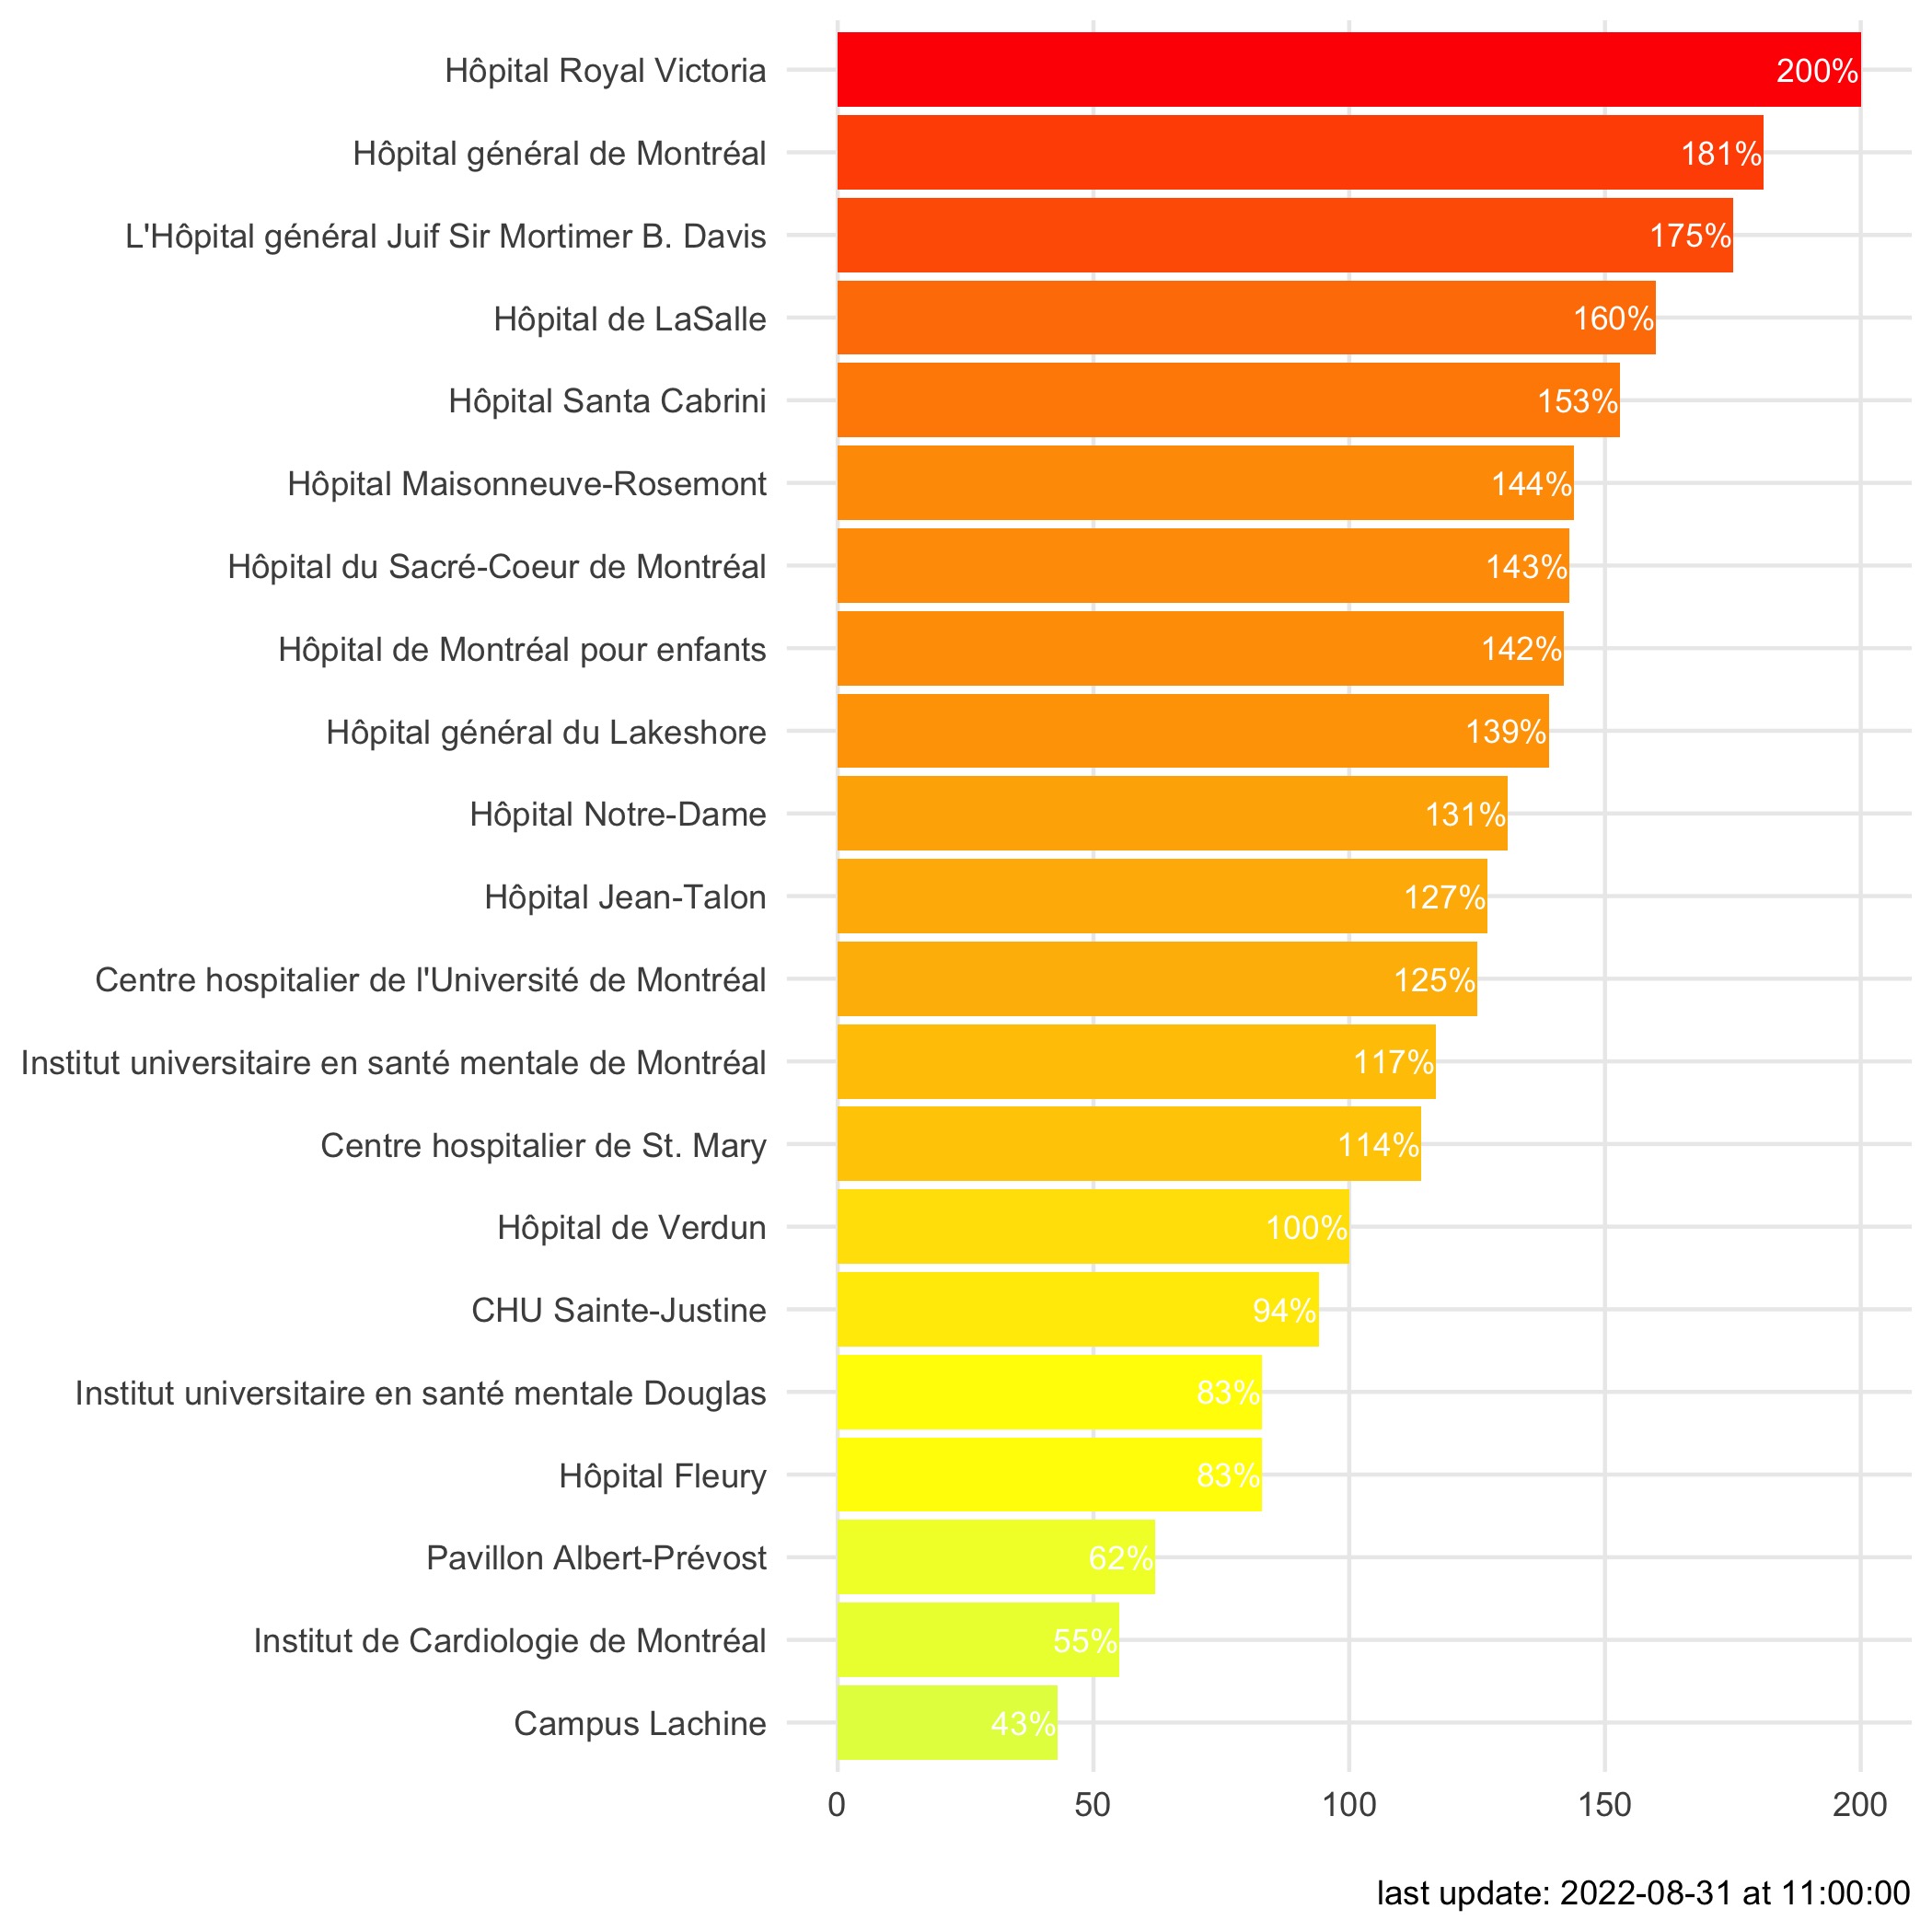 Hôpital Royal Victoria 200%
Hôpital général de Montréal 181%
L'Hôpital général Juif Sir Mortimer B. Davis 175%
Hôpital de LaSalle 160%
Hôpital Santa Cabrini 153%
Hôpital Maisonneuve-Rosemont 144%
Hôpital du Sacré-Coeur de Montréal 143%
Hôpital de Montréal pour enfants 142%
Hôpital général du Lakeshore 139%
Hôpital Notre-Dame 131%
Hôpital Jean-Talon 127%
Centre hospitalier de l'Université de Montréal 125%
Institut universitaire en santé mentale de Montréal 117%
Centre hospitalier de St. Mary 114%
Hôpital de Verdun 100%
CHU Sainte-Justine 94%
Institut universitaire en santé mentale Douglas 83%
Hôpital Fleury 83%
Pavillon Albert-Prévost 62%
Institut de Cardiologie de Montréal 55%
Campus Lachine 43%
0 50 100 150 200
last update: 2022-08-31 at 11:00:00